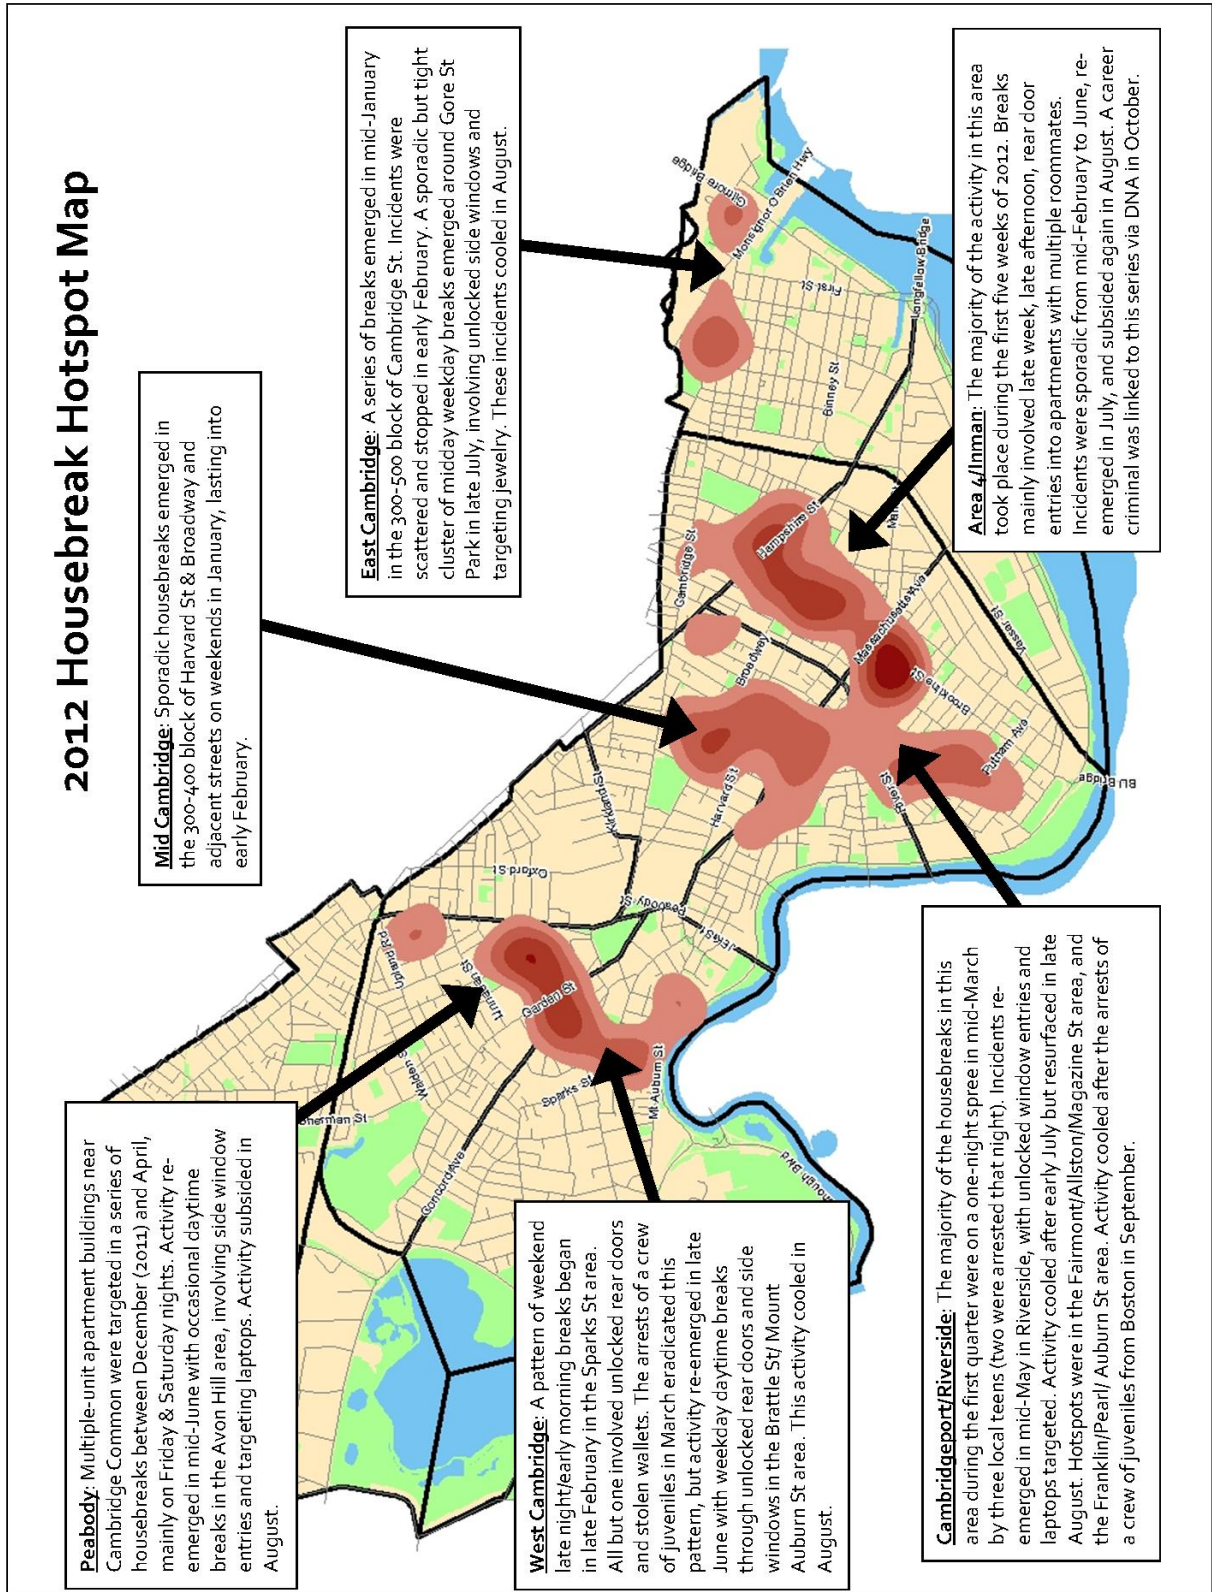 2012 Housebreak Hotspot Map
Peabody: Multiple-unit apartment buildings near
Cambridge Common were targeted in a series of
housebreaks between December (2011) and April,
mainly on Friday & Saturday nights. Activity re-
emerged in mid-June with occasional daytime
breaks in the Avon Hill area, involving side window
entries and targeting laptops. Activity subsided in
August.
Mid Cambridge: Sporadic housebreaks emerged in
the 300-400 block of Harvard St & Broadway and
adjacent streets on weekends in January, lasting into
early February.
East Cambridge: A series of breaks emerged in mid-January
in the 300-500 block of Cambridge St. Incidents were
scattered and stopped in early February. A sporadic but tight
cluster of midday weekday breaks emerged around Gore St
Park in late July, involving unlocked side windows and
targeting jewelry. These incidents cooled in August.
West Cambridge: A pattern of weekend
late night/early morning breaks began
in late February in the Sparks St area.
All but one involved unlocked rear doors
and stolen wallets. The arrests of a crew
of juveniles in March eradicated this
pattern, but activity re-emerged in late
June with weekday daytime breaks
through unlocked rear doors and side
windows in the Brattle St/ Mount
Auburn St area. This activity cooled in
August.
Cambridgeport/Riverside: The majority of the housebreaks in this
area during the first quarter were on a one-night spree in mid-March
by three local teens (two were arrested that night). Incidents re-
emerged in mid-May in Riverside, with unlocked window entries and
laptops targeted. Activity cooled after early July but resurfaced in late
August. Hotspots were in the Fairmont/Allston/Magazine St area, and
the Franklin/Pearl/ Auburn St area. Activity cooled after the arrests of
a crew of juveniles from Boston in September.
Area 4/Inman: The majority of the activity in this area
took place during the first five weeks of 2012. Breaks
mainly involved late week, late afternoon, rear door
entries into apartments with multiple roommates.
Incidents were sporadic from mid-February to June, re-
emerged in July, and subsided again in August. A career
criminal was linked to this series via DNA in October.
Upland Rd
Linnaean St
Garden St
Walden S
Sparks St
Concord Ave
Mt Auburn St
Oxford St
Kirkland St
Peabody St
JFK St
Harvard St
Broadway
Cambridge St
Hampshire St
Massachusetts Ave
Brookline St
River St
Putnam Ave
BU Bridge
Vassar St
Binney St
First St
Longfellow Bridge
Monsignor O'Brien Hwy
Gilmore Bridge